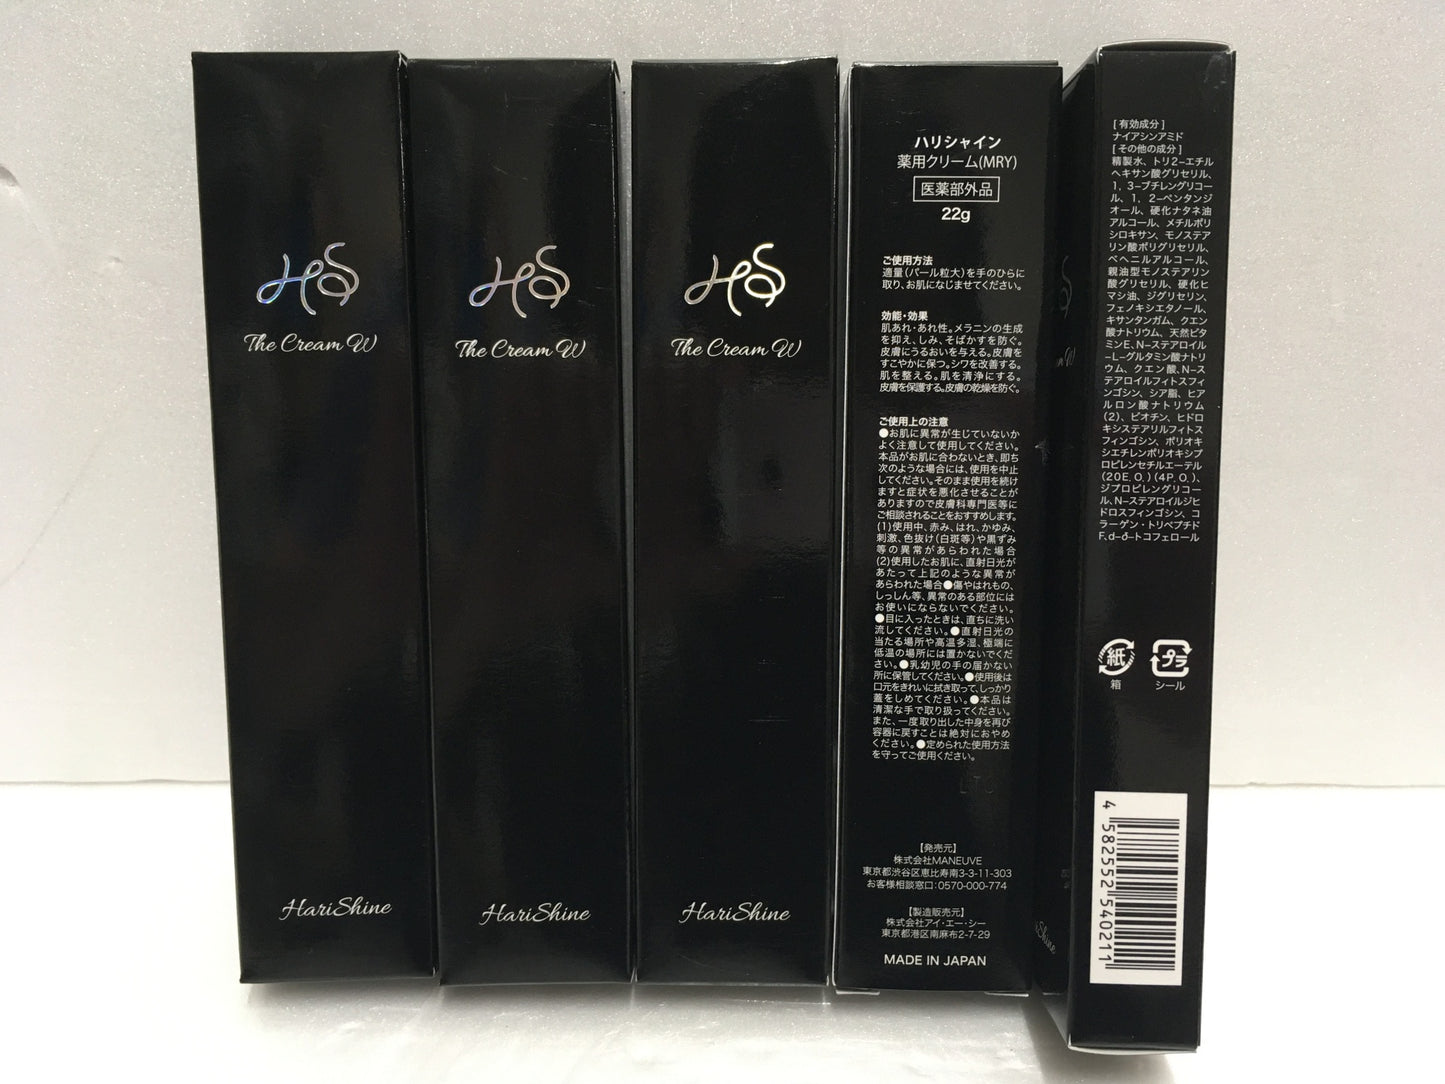 HS
The Cream W
HariShine
HS
The Cream W
HariShine
HS
The Cream W
HariShine
ハリシャイン
薬用クリーム(MRY)
医薬部外品
22g
ご使用方法
適量(パール粒大)を手のひらに
取り、お肌になじませてください。
効能・効果
肌あれ・あれ性。メラニンの生成
を抑え、しみ、そばかすを防ぐ。
皮膚にうるおいを与える。皮膚を
すこやかに保つ。シワを改善する。
肌を整える。肌を清浄にする。
皮膚を保護する。皮膚の乾燥を防ぐ。
ご使用上の注意
●お肌に異常が生じていないか
よく注意して使用してください。
本品がお肌に合わないとき、即ち
次のような場合には、使用を中止
してください。そのまま使用を続け
ますと症状を悪化させることが
ありますので皮膚科専門医等に
ご相談されることをおすすめします。
(1)使用中、赤み、はれ、かゆみ、
刺激、色抜け(白斑等)や黒ずみ
等の異常があらわれた場合
(2)使用したお肌に、直射日光が
あたって上記のような異常が
あらわれた場合●傷やはれもの、
しっしん等、異常のある部位には
お使いにならないでください。
●目に入ったときは、直ちに洗い
流してください。●直射日光の
当たる場所や高温多湿、極端に
低温の場所には置かないでくだ
さい。●乳幼児の手の届かない
所に保管してください。●使用後は
口元をきれいに拭き取って、しっかり
蓋をしめてください。●本品は
清潔な手で取り扱ってください。
また、一度取り出した中身を再び
容器に戻すことは絶対におやめ
ください。●定められた使用方法
を守ってご使用ください。
【発売元】
株式会社MANEUVE
東京都渋谷区恵比寿南3-3-11-303
お客様相談窓口:0570-000-774
【製造販売元】
株式会社アイ・エー・シー
東京都港区南麻布2-7-29
MADE IN JAPAN
[有効成分]
ナイアシンアミド
[その他の成分]
精製水、トリ2-エチル
ヘキサン酸グリセリル、
1,3-ブチレングリコー
ル、1,2-ペンタンジ
オール、硬化ナタネ油
アルコール、メチルポリ
シロキサン、モノステア
リン酸ポリグリセリル、
ベヘニルアルコール、
親油型モノステアリン
酸グリセリル、硬化ヒ
マシ油、ジグリセリン、
フェノキシエタノール、
キサンタンガム、クエン
酸ナトリウム、天然ビタ
ミンE、N-ステアロイル
-L-グルタミン酸ナトリ
ウム、クエン酸、N-ス
テアロイルフィトスフィ
ンゴシン、シア脂、ヒア
ルロン酸ナトリウム
(2)、ビオチン、ヒドロ
キシステアリルフィトス
フィンゴシン、ポリオキ
シエチレンポリオキシプ
ロピレンセチルエーテル
(20E.O.)(4P.O.)、
ジプロピレングリコー
ル、N-ステアロイルジヒ
ドロスフィンゴシン、コ
ラーゲン・トリペプチド
F、d-δ-トコフェロール
紙
箱
プラ
シール
4 582552 540211